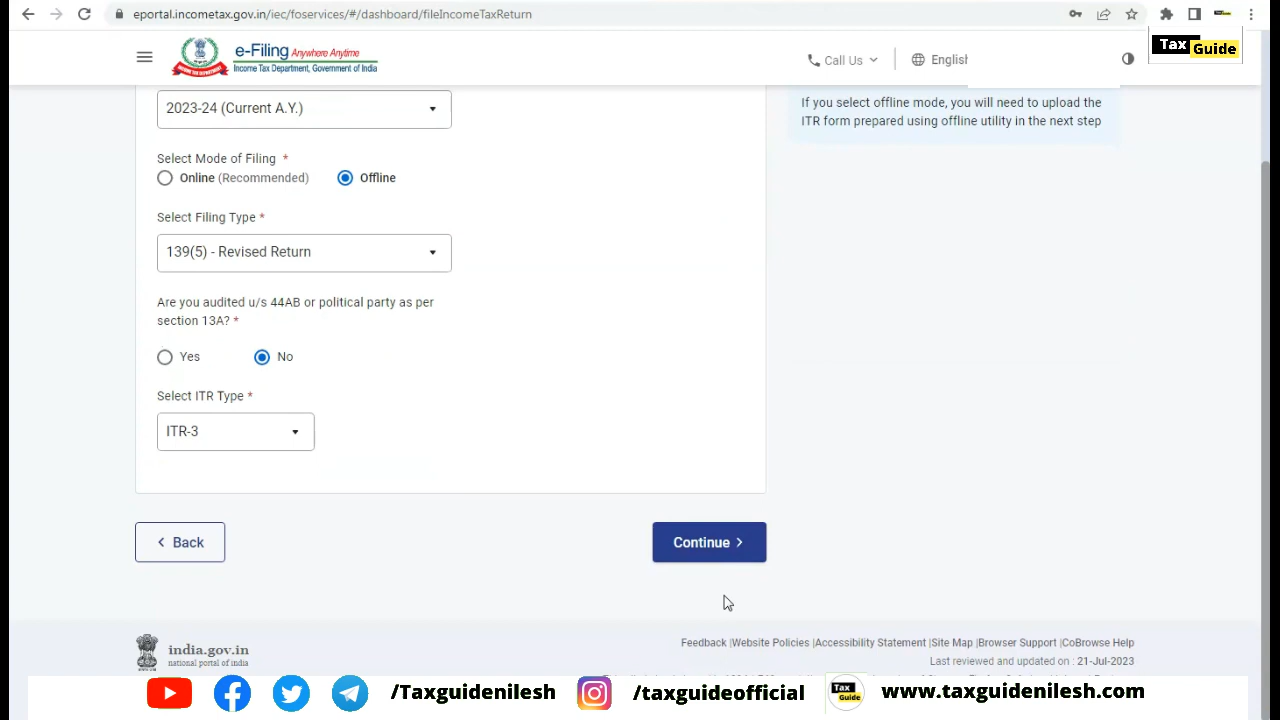 eportal.incometax.gov.in/iec/foservices/#/dashboard/fileIncomeTaxReturn
e-Filing Anywhere Anytime
Income Tax Department, Government of India
Call Us
English
Tax Guide
2023-24 (Current A.Y.)
If you select offline mode, you will need to upload the
ITR form prepared using offline utility in the next step
Select Mode of Filing *
Online (Recommended)
Offline
Select Filing Type *
139(5) - Revised Return
Are you audited u/s 44AB or political party as per
section 13A? *
Yes
No
Select ITR Type *
ITR-3
< Back
Continue >
india.gov.in
national portal of india
Feedback |Website Policies |Accessibility Statement |Site Map |Browser Support |CoBrowse Help
Last reviewed and updated on : 21-Jul-2023
/Taxguidenilesh
/taxguideofficial
Tax Guide
www.taxguidenilesh.com